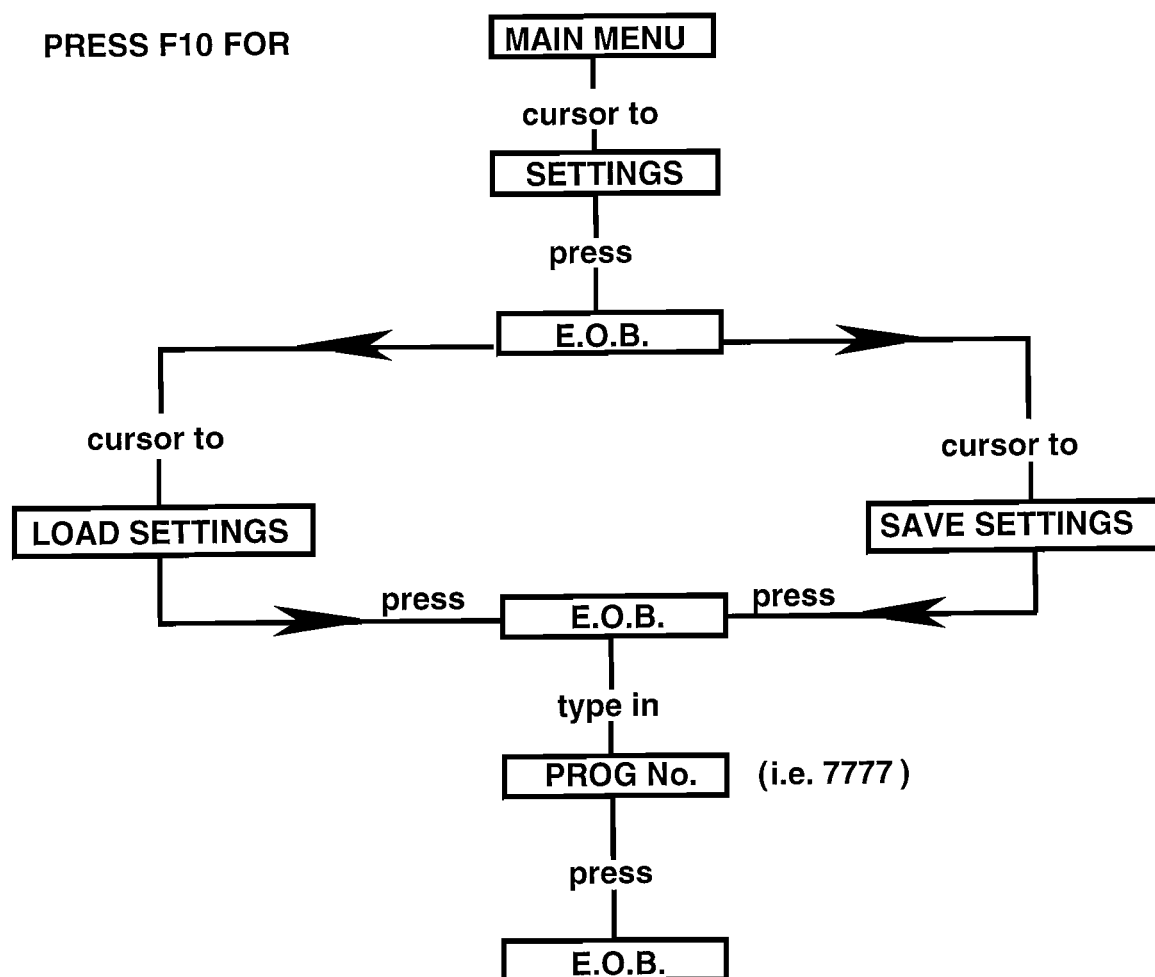 PRESS F10 FOR MAIN MENU
cursor to
SETTINGS
press
E.O.B.
cursor to
cursor to
LOAD SETTINGS
SAVE SETTINGS
press
E.O.B.
press
type in
PROG No. (i.e. 7777 )
press
E.O.B.